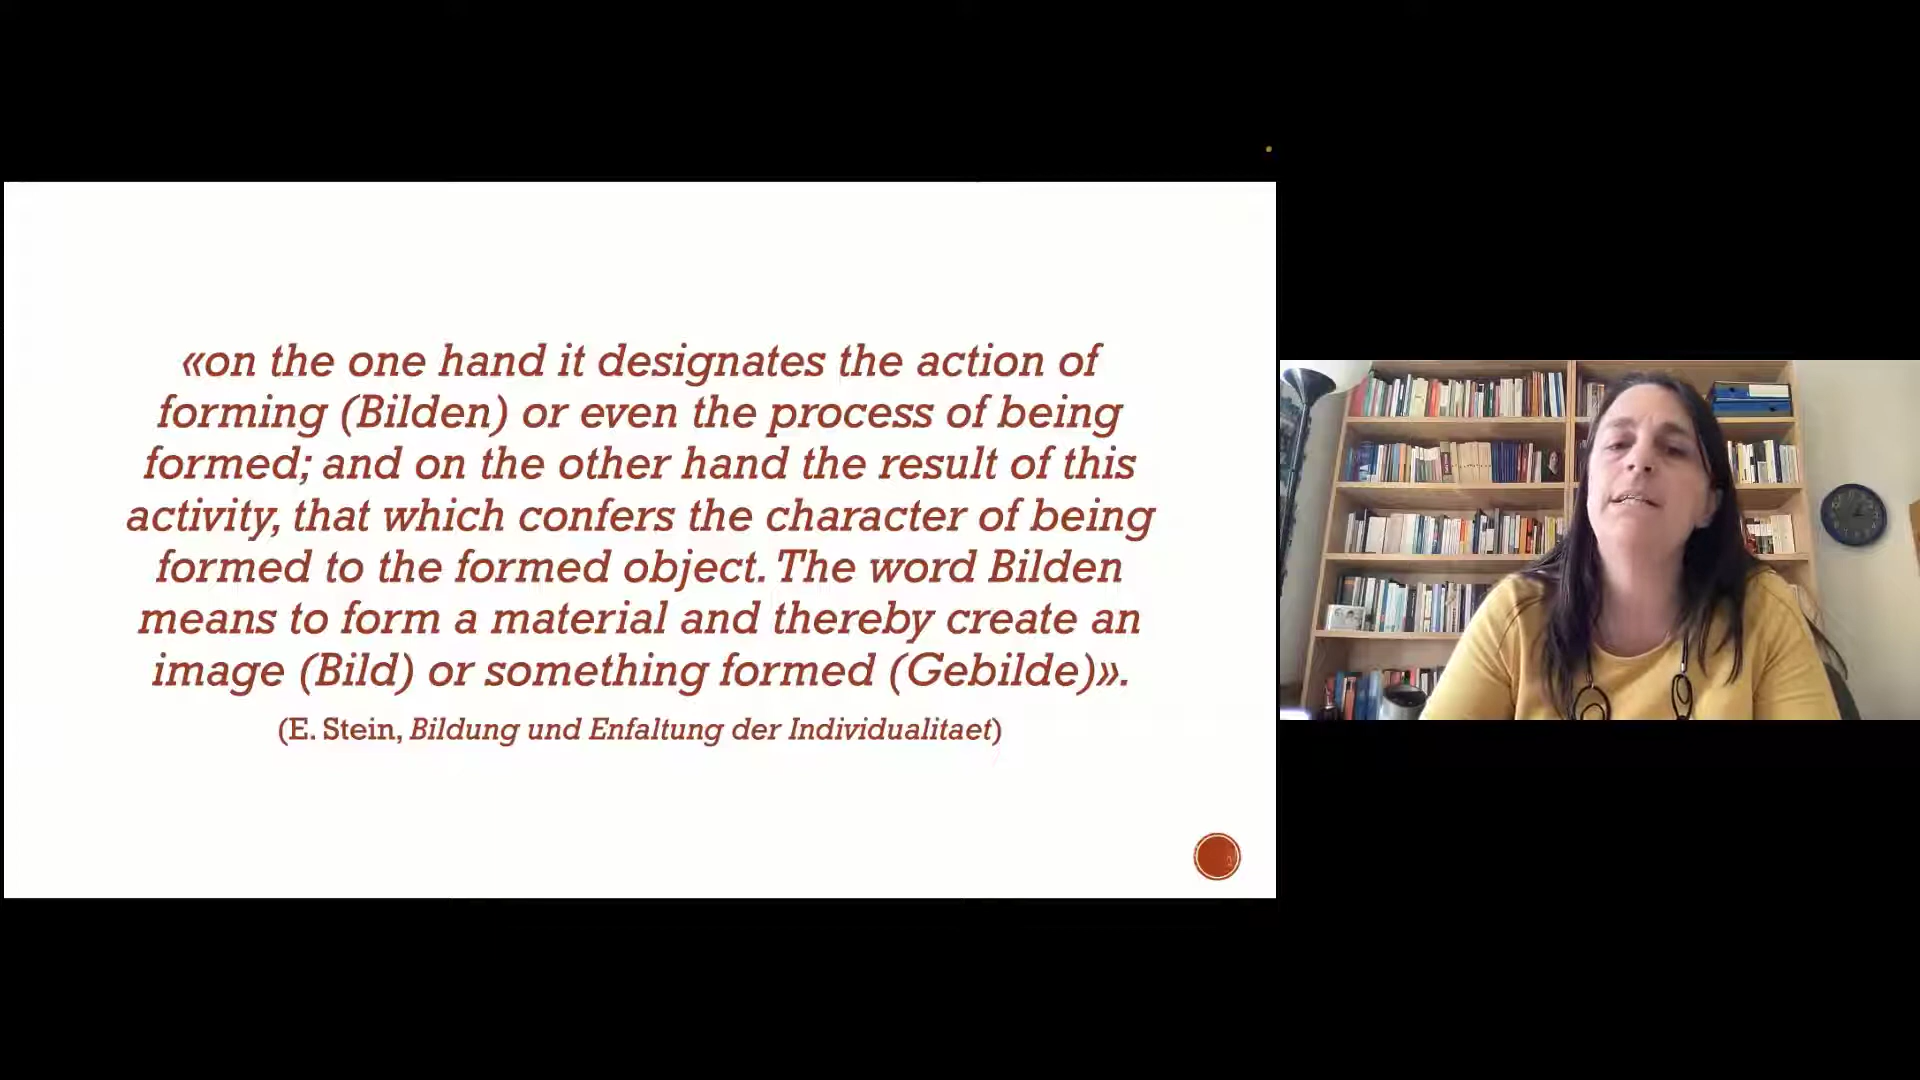 «on the one hand it designates the action of
forming (Bilden) or even the process of being
formed; and on the other hand the result of this
activity, that which confers the character of being
formed to the formed object. The word Bilden
means to form a material and thereby create an
image (Bild) or something formed (Gebilde)».
(E. Stein, Bildung und Enfaltung der Individualitaet)